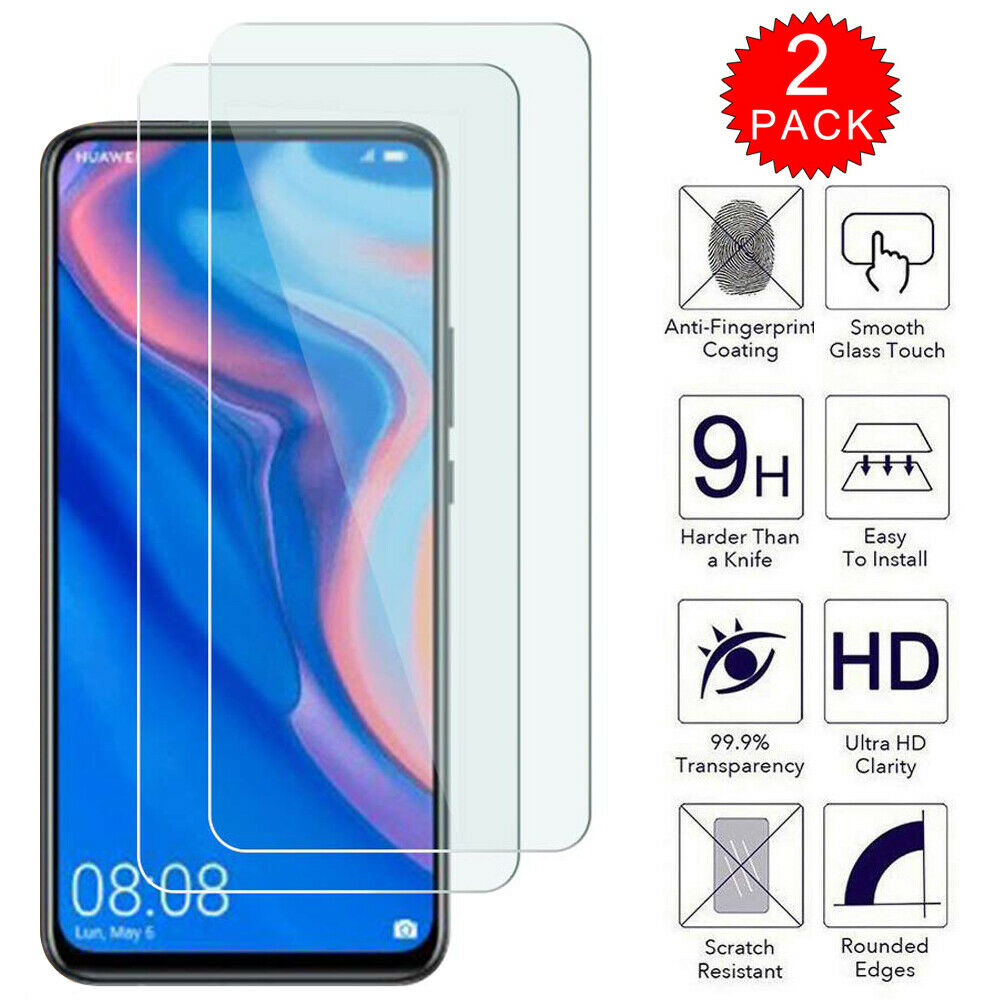 2
PACK
HUAWEI
08:08
Lun, May 6
Anti-Fingerprint
Coating
Smooth
Glass Touch
9H
Harder Than
a Knife
Easy
To Install
99.9%
Transparency
HD
Ultra HD
Clarity
Scratch
Resistant
Rounded
Edges